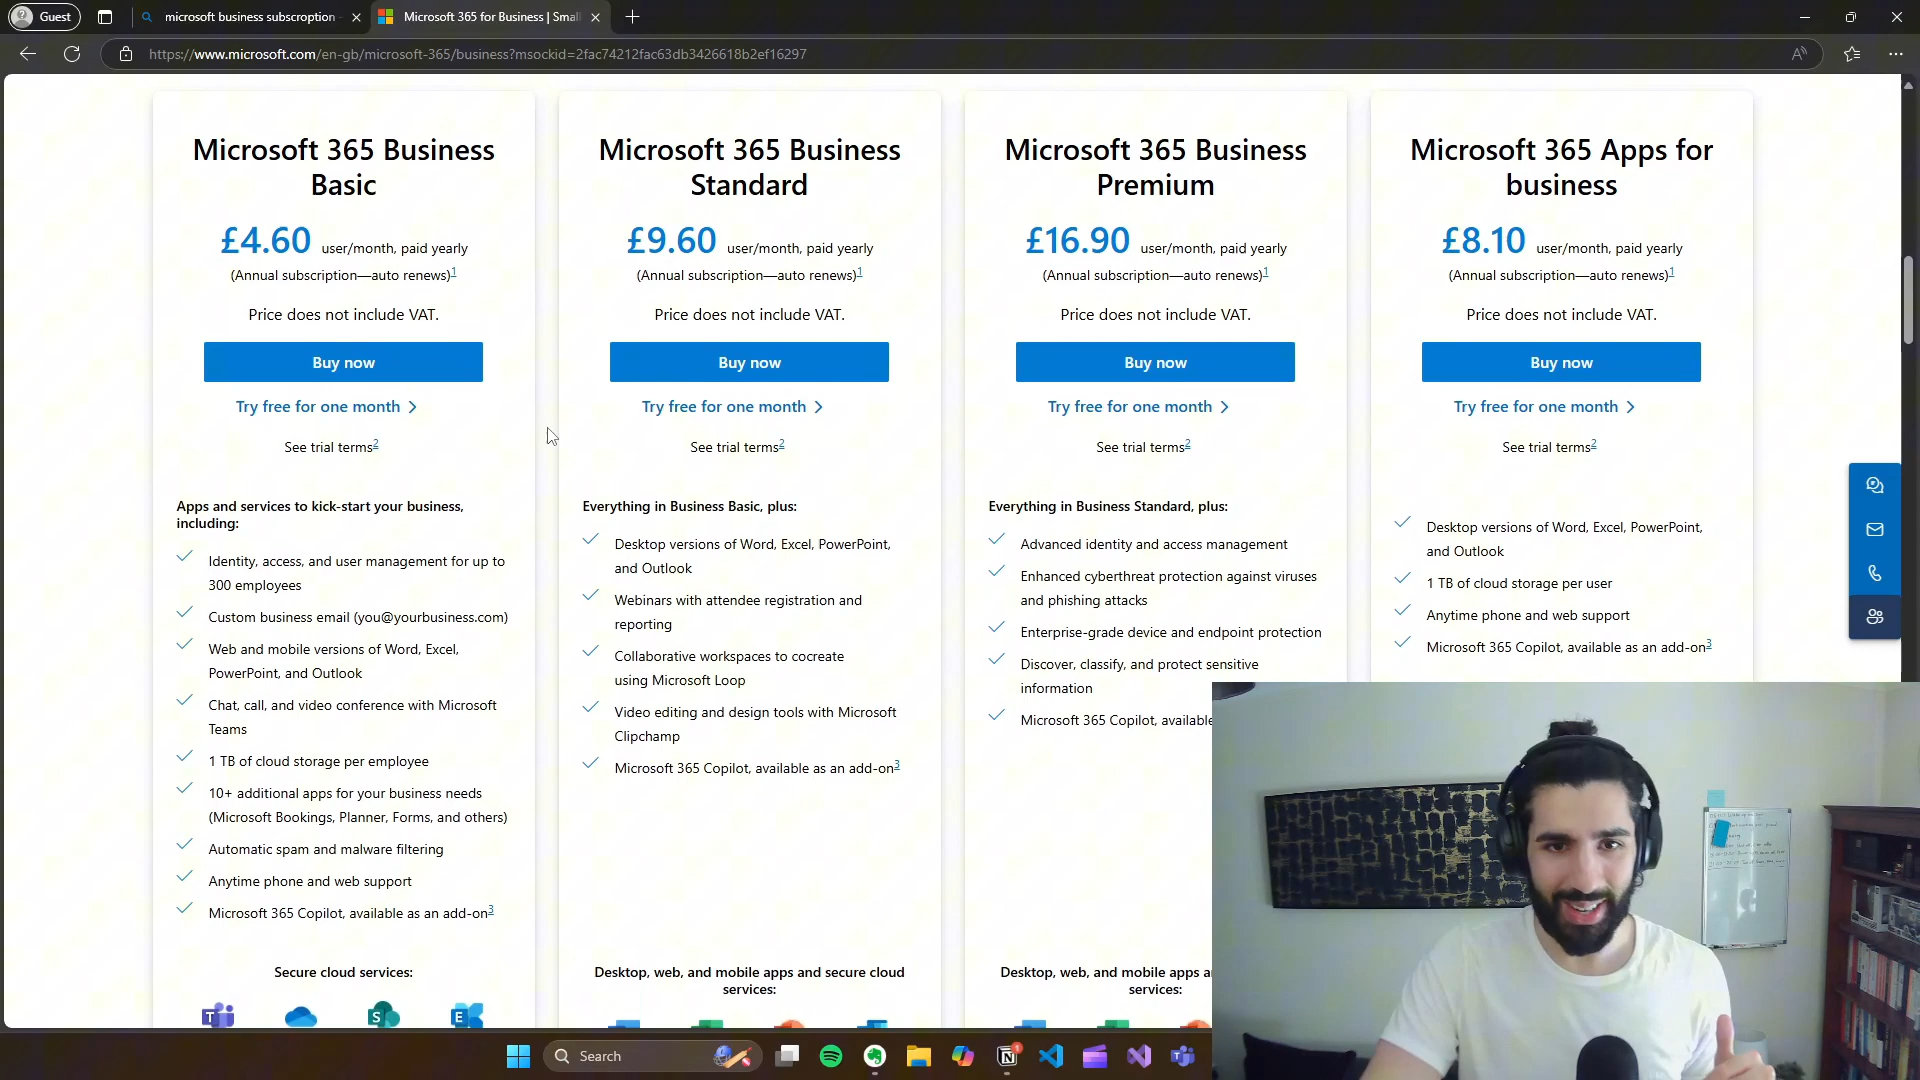 Guest
microsoft business subscroption -
Microsoft 365 for Business | Smal
https://www.microsoft.com/en-gb/microsoft-365/business?msockid=2fac74212fac63db3426618b2ef16297
Microsoft 365 Business
Basic
£4.60 user/month, paid yearly
(Annual subscription—auto renews)1
Price does not include VAT.
Buy now
Try free for one month
See trial terms2
Apps and services to kick-start your business,
including:
Identity, access, and user management for up to
300 employees
Custom business email (you@yourbusiness.com)
Web and mobile versions of Word, Excel,
PowerPoint, and Outlook
Chat, call, and video conference with Microsoft
Teams
1 TB of cloud storage per employee
10+ additional apps for your business needs
(Microsoft Bookings, Planner, Forms, and others)
Automatic spam and malware filtering
Anytime phone and web support
Microsoft 365 Copilot, available as an add-on3
Secure cloud services:
Microsoft 365 Business
Standard
£9.60 user/month, paid yearly
(Annual subscription—auto renews)1
Price does not include VAT.
Buy now
Try free for one month
See trial terms2
Everything in Business Basic, plus:
Desktop versions of Word, Excel, PowerPoint,
and Outlook
Webinars with attendee registration and
reporting
Collaborative workspaces to cocreate
using Microsoft Loop
Video editing and design tools with Microsoft
Clipchamp
Microsoft 365 Copilot, available as an add-on3
Desktop, web, and mobile apps and secure cloud
services:
Microsoft 365 Business
Premium
£16.90 user/month, paid yearly
(Annual subscription—auto renews)1
Price does not include VAT.
Buy now
Try free for one month
See trial terms2
Everything in Business Standard, plus:
Advanced identity and access management
Enhanced cyberthreat protection against viruses
and phishing attacks
Enterprise-grade device and endpoint protection
Discover, classify, and protect sensitive
information
Microsoft 365 Copilot, available
Desktop, web, and mobile apps a
services:
Microsoft 365 Apps for
business
£8.10 user/month, paid yearly
(Annual subscription—auto renews)1
Price does not include VAT.
Buy now
Try free for one month
See trial terms2
Desktop versions of Word, Excel, PowerPoint,
and Outlook
1 TB of cloud storage per user
Anytime phone and web support
Microsoft 365 Copilot, available as an add-on3
Search